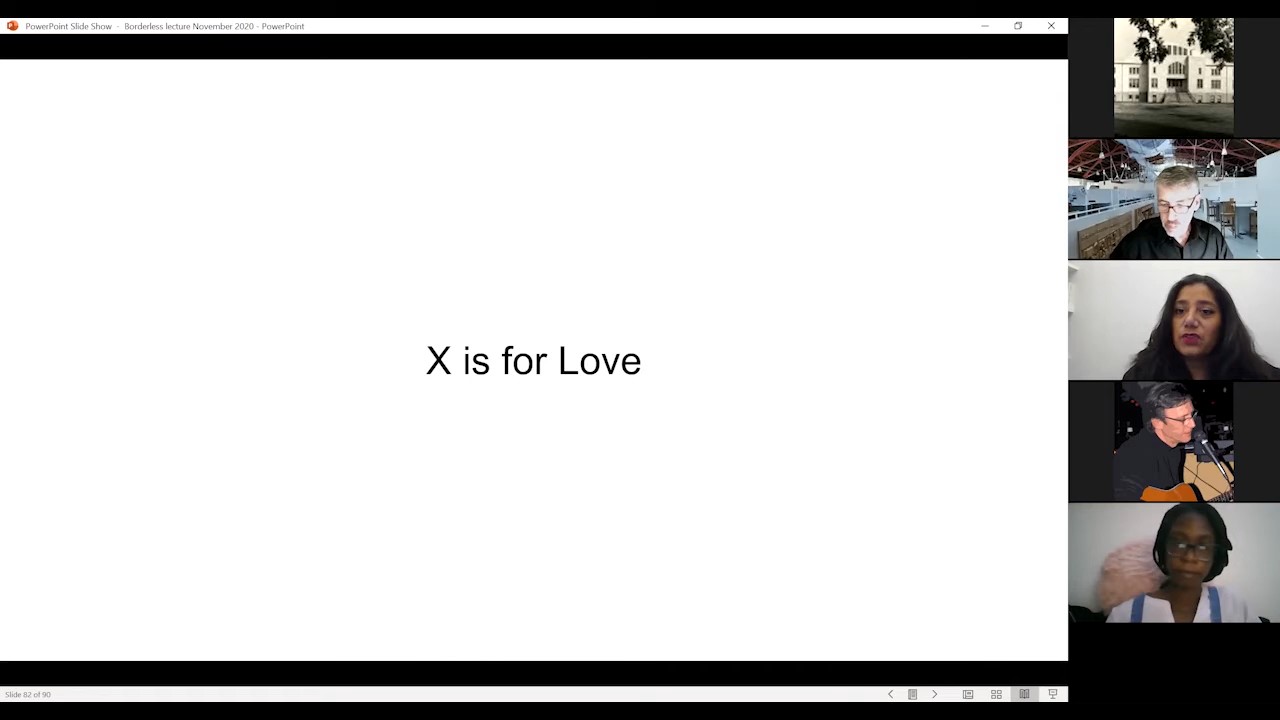 PowerPoint Slide Show - Borderless lecture November 2020 - PowerPoint
X is for Love
Slide 82 of 90